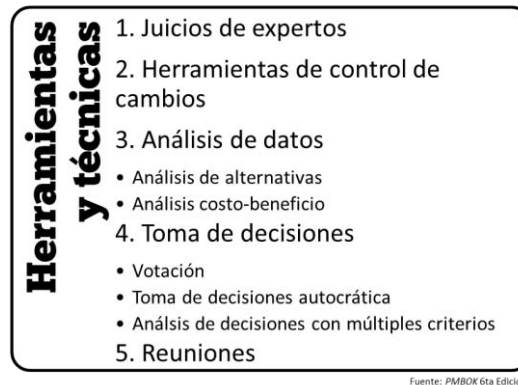 Herramientas
y técnicas
1. Juicios de expertos
2. Herramientas de control de
cambios
3. Análisis de datos
• Análisis de alternativas
• Análisis costo-beneficio
4. Toma de decisiones
• Votación
• Toma de decisiones autocrática
• Análsis de decisiones con múltiples criterios
5. Reuniones
Fuente: PMBOK 6ta Edición